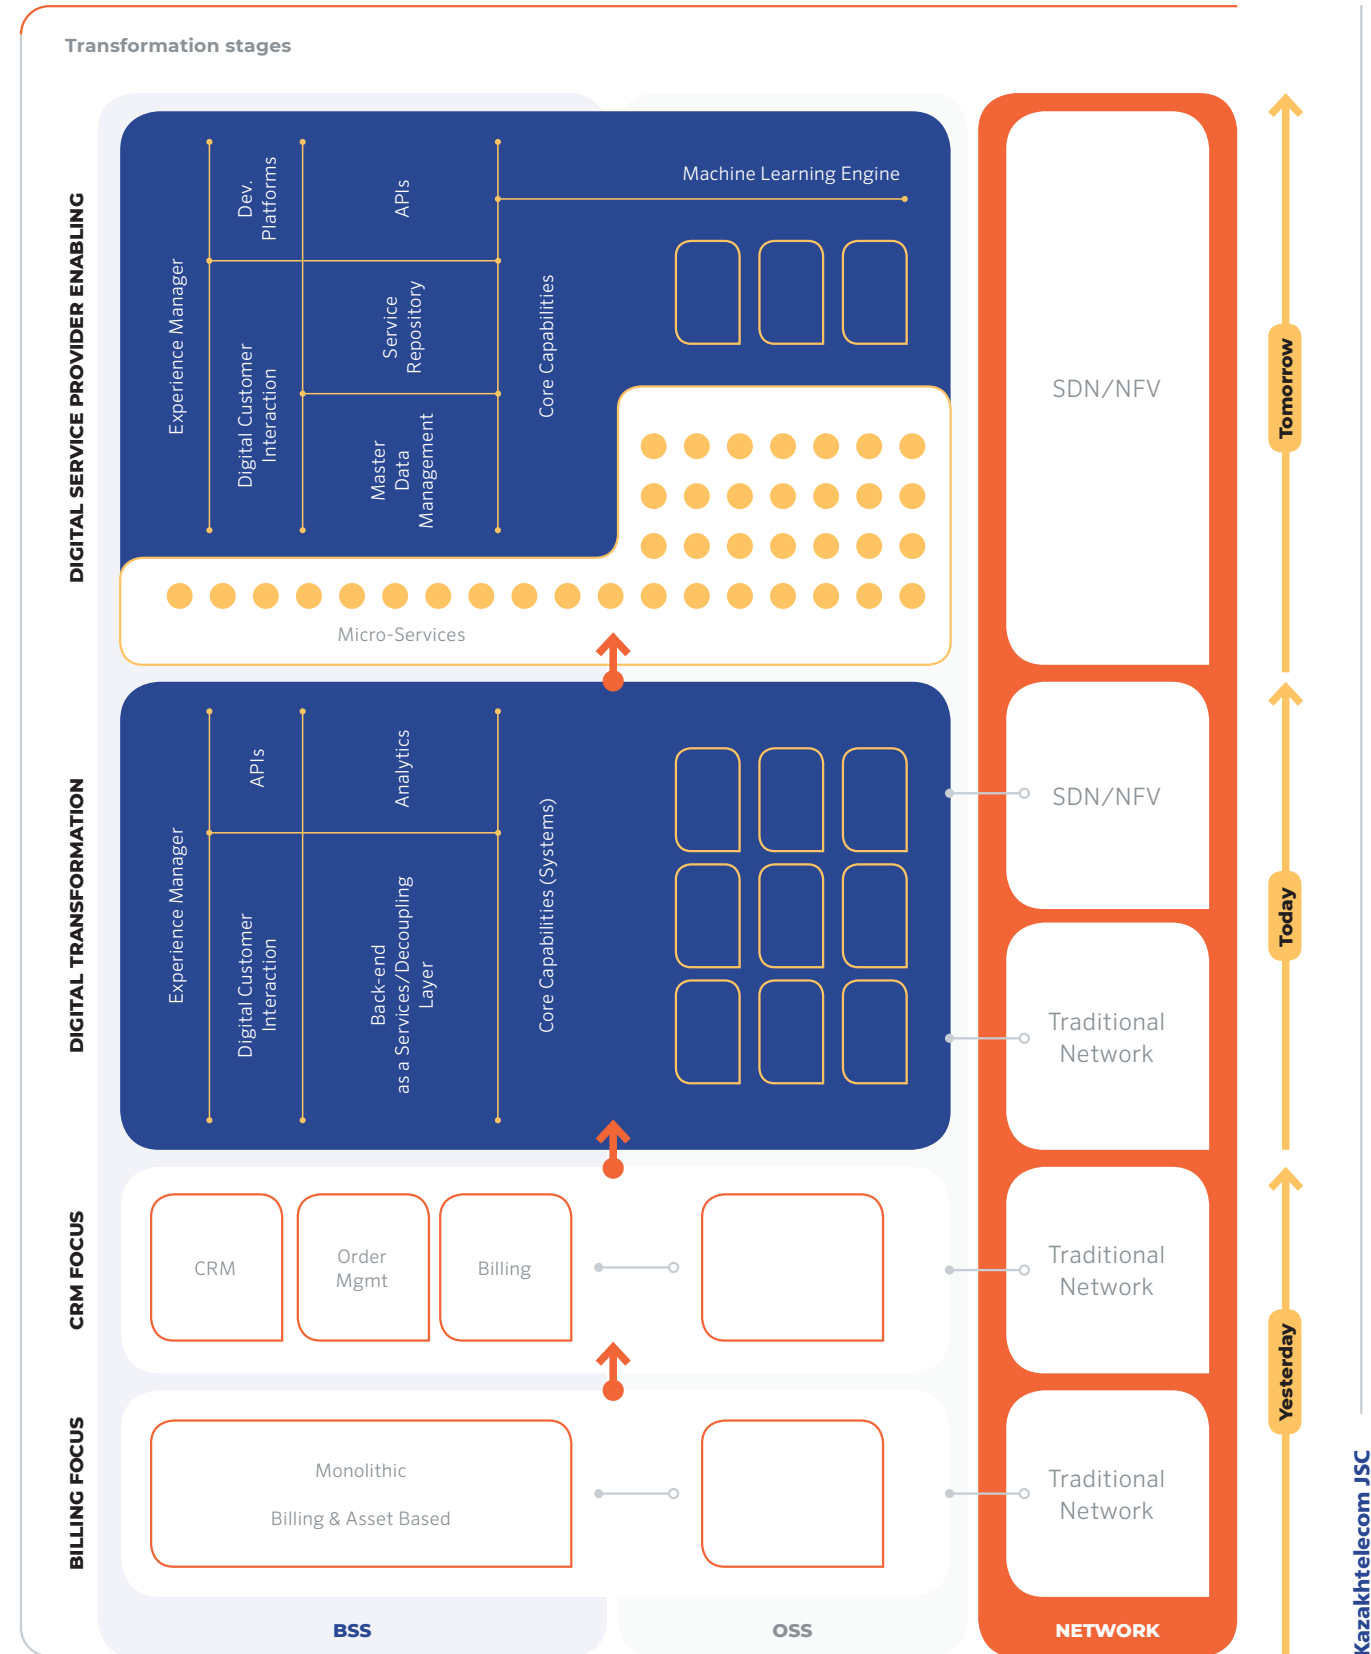 Transformation stages
DIGITAL SERVICE PROVIDER ENABLING
Experience Manager
Dev.
Platforms
Digital Customer
Interaction
APIs
Service
Repository
Master
Data
Management
Core Capabilities
Machine Learning Engine
Micro-Services
SDN/NFV
Tomorrow
DIGITAL TRANSFORMATION
Experience Manager
APIs
Digital Customer
Interaction
Analytics
Back-end
as a Services/Decoupling
Layer
Core Capabilities (Systems)
SDN/NFV
Traditional
Network
Today
CRM FOCUS
CRM
Order
Mgmt
Billing
Traditional
Network
Yesterday
BILLING FOCUS
Monolithic
Billing & Asset Based
Traditional
Network
BSS
OSS
NETWORK
Kazakhtelecom JSC